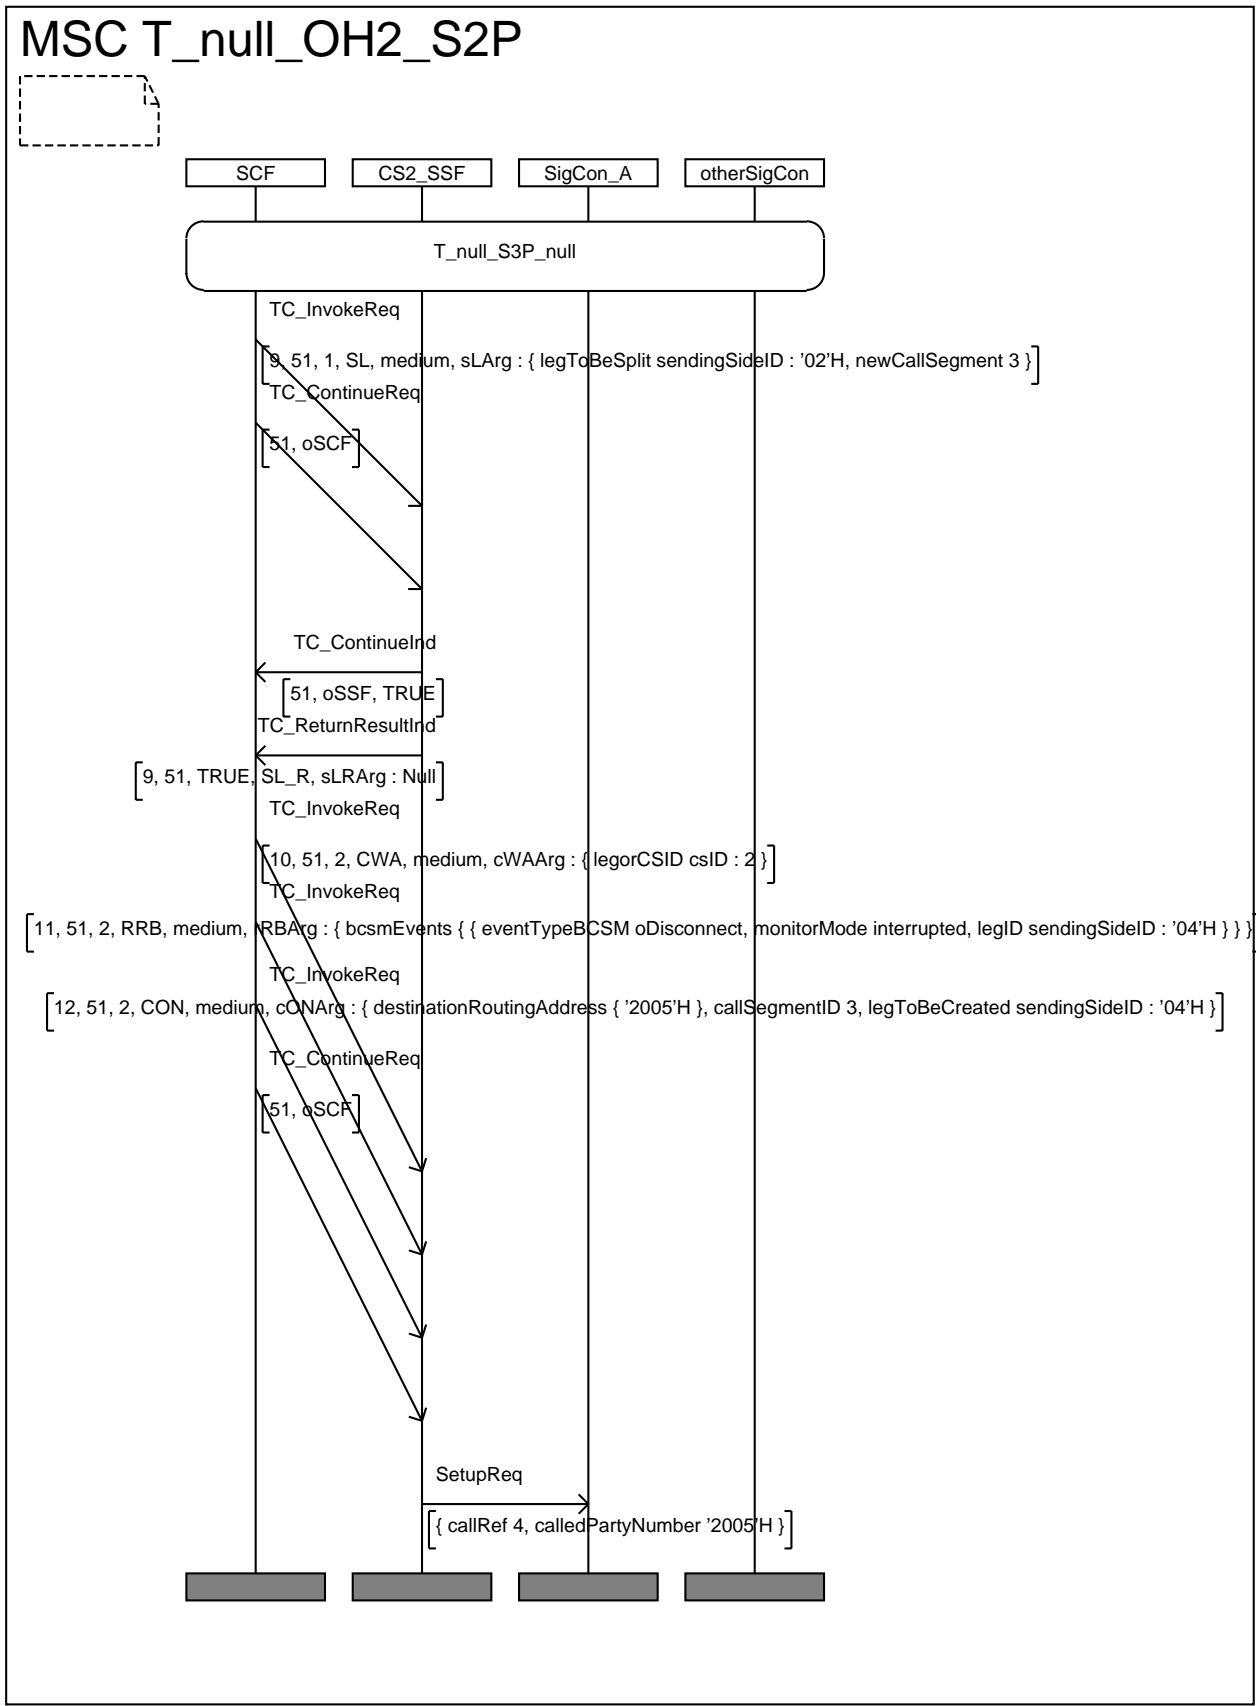 MSC T_null_OH2_S2P
SCF CS2_SSF SigCon_A otherSigCon
T_null_S3P_null
TC_InvokeReq
9, 51, 1, SL, medium, sLArg : { legToBeSplit sendingSideID : '02'H, newCallSegment 3 }
TC_ContinueReq
51, oSCF
TC_ContinueInd
51, oSSF, TRUE
TC_ReturnResultInd
9, 51, TRUE, SL_R, sLRArg : Null
TC_InvokeReq
10, 51, 2, CWA, medium, cWAArg : { legorCSID csID : 2 }
TC_InvokeReq
11, 51, 2, RRB, medium, rRBArg : { bcsmEvents { { eventTypeBCSM oDisconnect, monitorMode interrupted, legID sendingSideID : '04'H } } }
TC_InvokeReq
12, 51, 2, CON, medium, cONArg : { destinationRoutingAddress { '2005'H }, callSegmentID 3, legToBeCreated sendingSideID : '04'H }
TC_ContinueReq
51, oSCF
SetupReq
{ callRef 4, calledPartyNumber '2005'H }